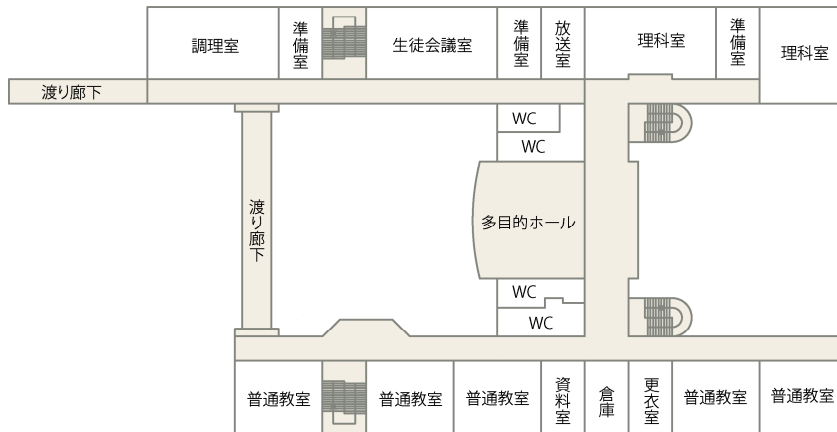 調理室
準備室
生徒会議室
準備室
放送室
理科室
準備室
理科室
渡り廊下
WC
WC
渡り廊下
多目的ホール
WC
WC
普通教室
普通教室
普通教室
資料室
倉庫
更衣室
普通教室
普通教室